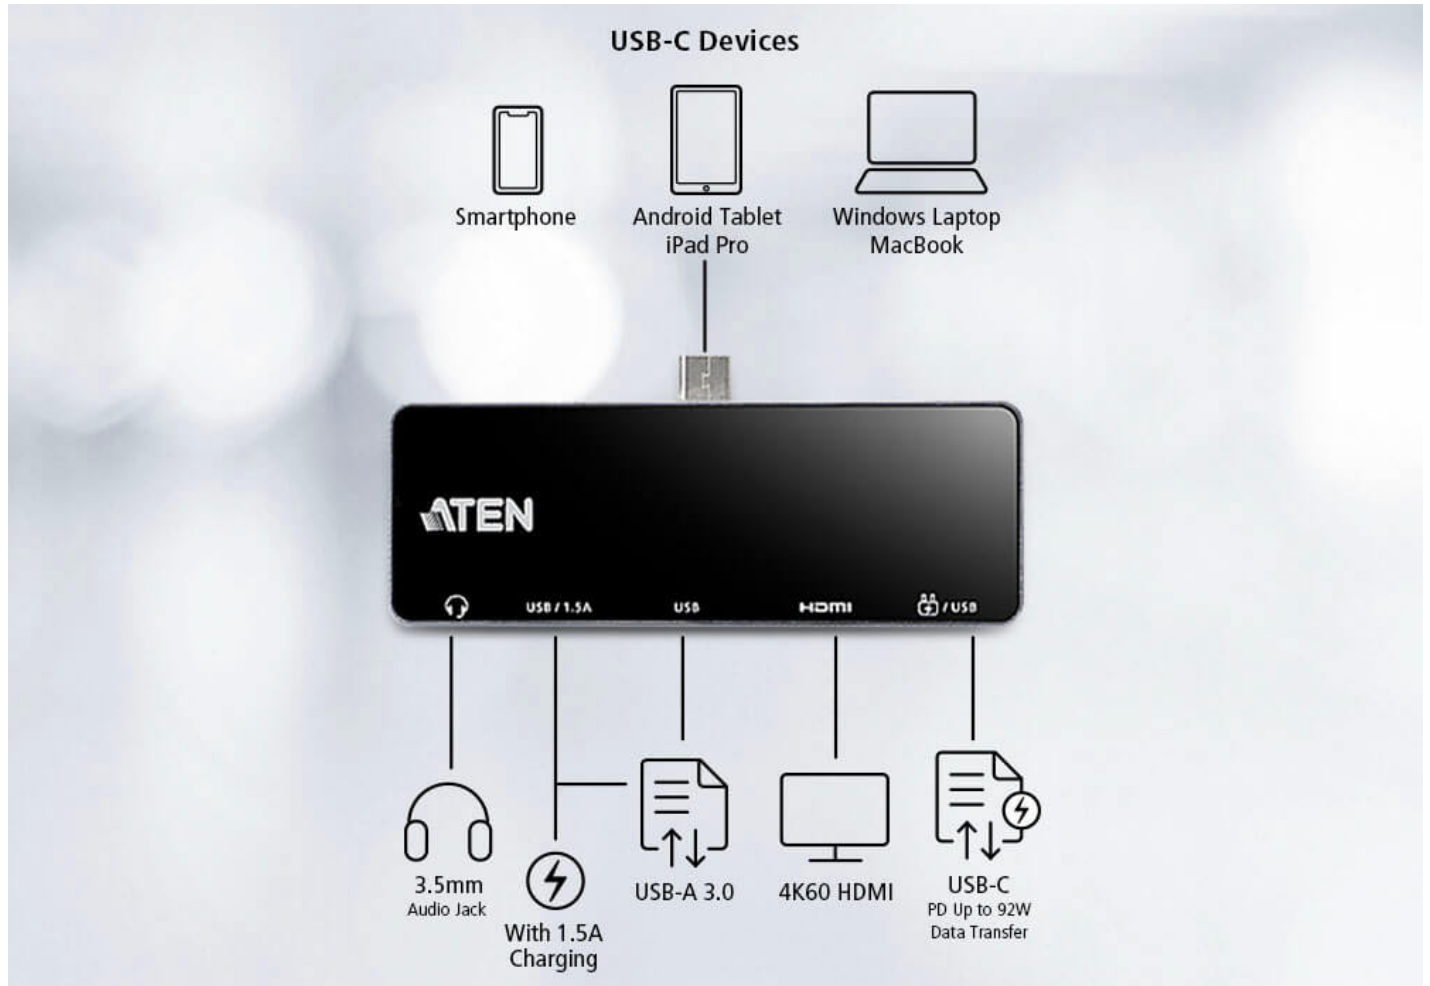 USB-C Devices
Smartphone
Android Tablet
iPad Pro
Windows Laptop
MacBook
ATEN
USB / 1.5A
USB
HDMI
/ USB
3.5mm
Audio Jack
With 1.5A
Charging
USB-A 3.0
4K60 HDMI
USB-C
PD Up to 92W
Data Transfer